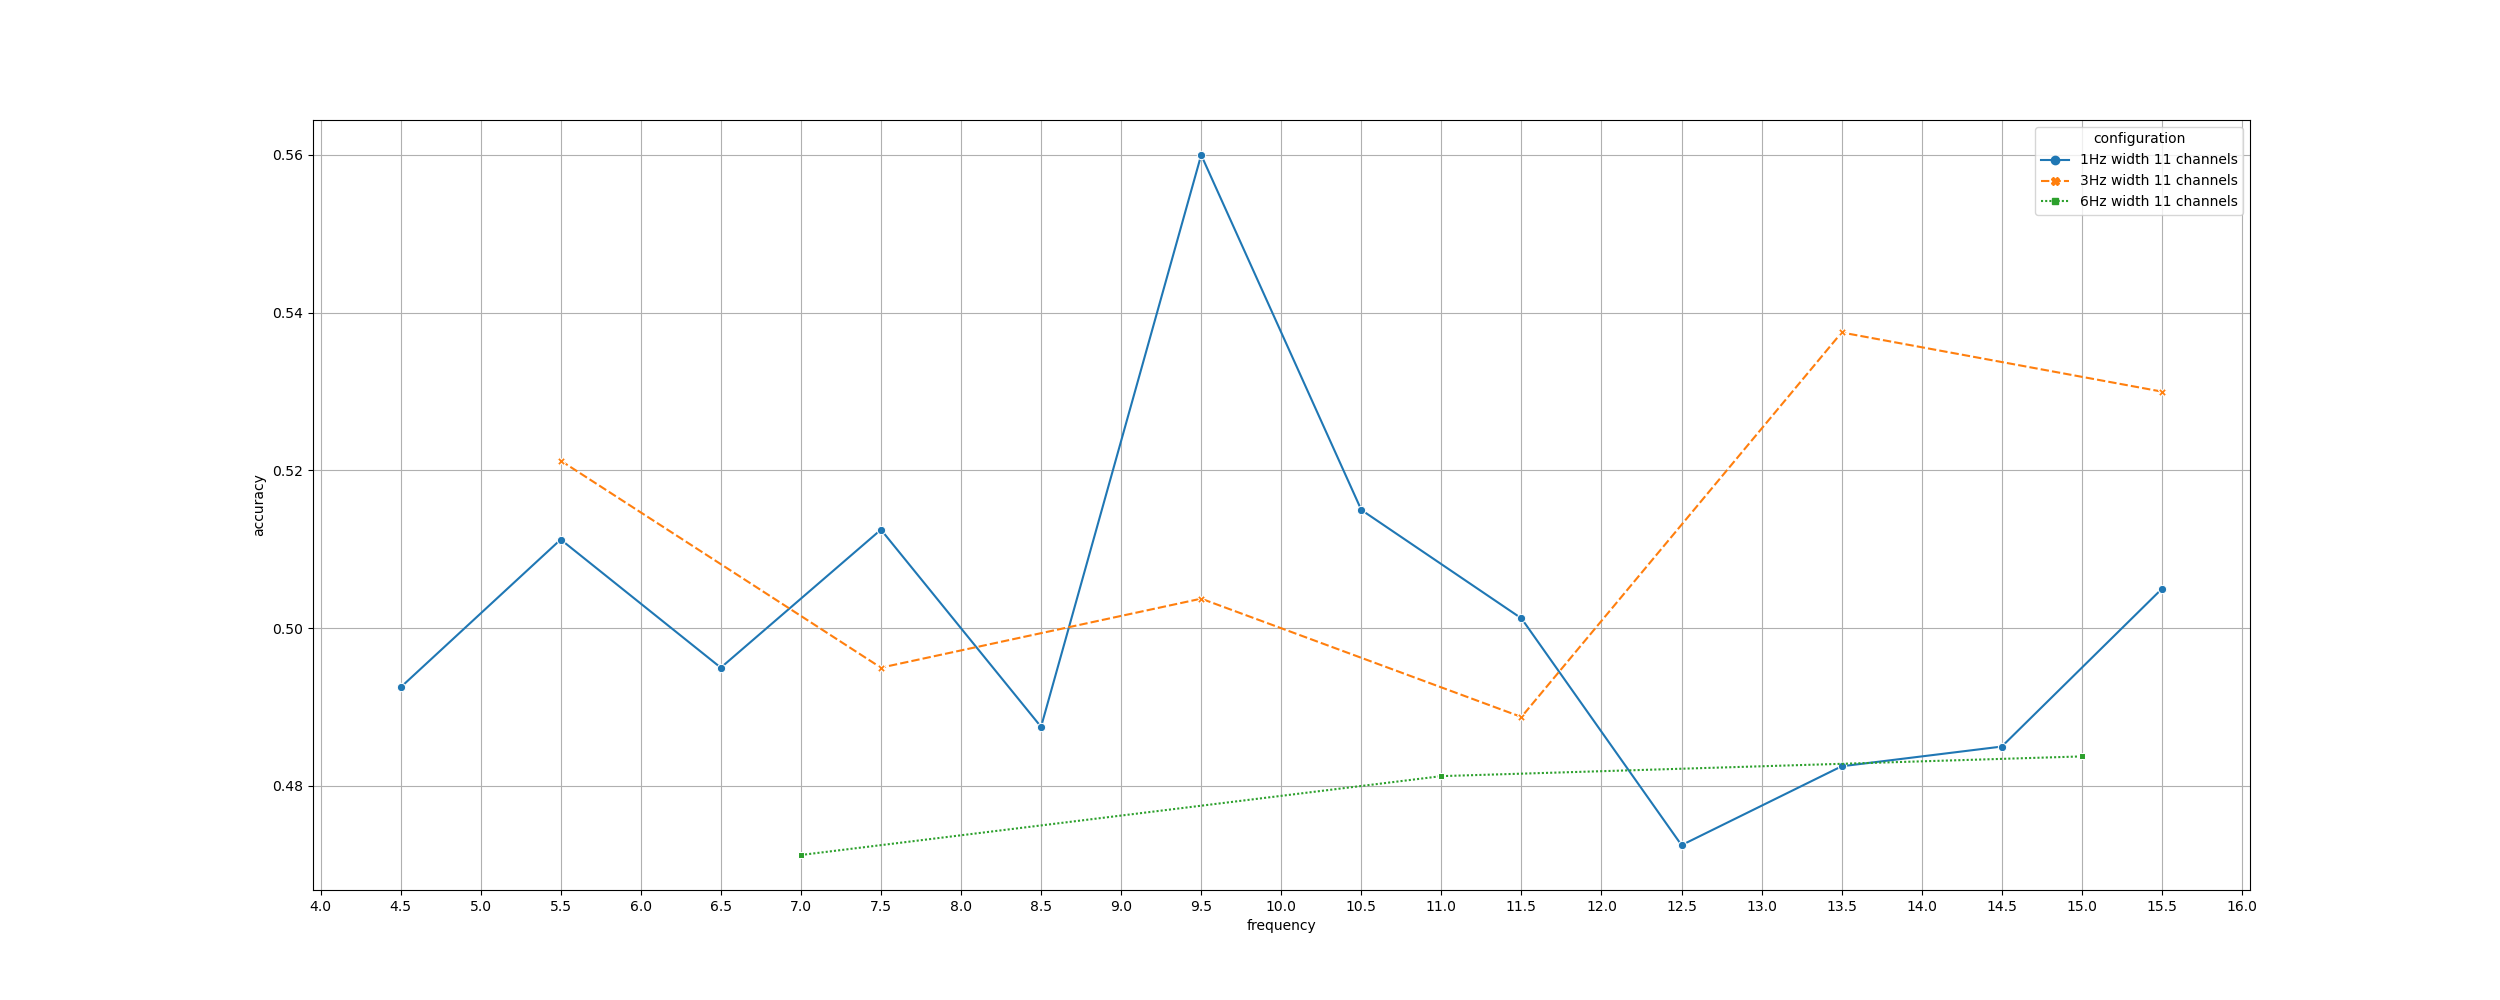 configuration
1Hz width 11 channels
3Hz width 11 channels
6Hz width 11 channels
0.56
0.54
0.52
0.50
0.48
accuracy
4.0 4.5 5.0 5.5 6.0 6.5 7.0 7.5 8.0 8.5 9.0 9.5 10.0 10.5 11.0 11.5 12.0 12.5 13.0 13.5 14.0 14.5 15.0 15.5 16.0
frequency